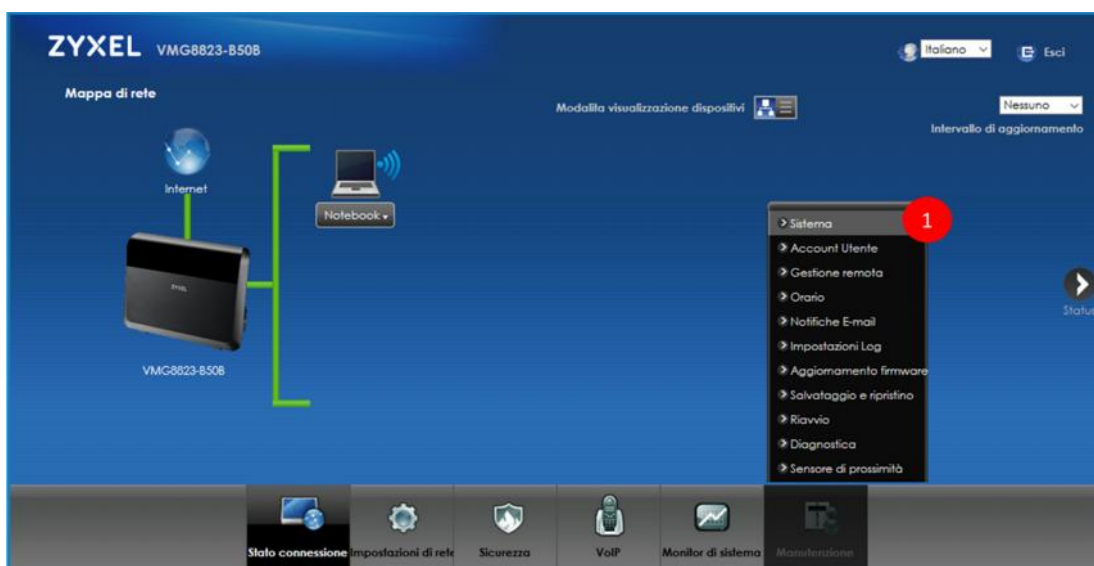 ZYXEL VMG8823-B50B
Italiano
Esci
Mappa di rete
Modalita visualizzazione dispositivi
Nessuno
Intervallo di aggiornamento
Internet
Notebook
ZYXEL
VMG8823-B50B
1
Sistema
Account Utente
Gestione remota
Orario
Notifiche E-mail
Impostazioni Log
Aggiornamento firmware
Salvataggio e ripristino
Riavvio
Diagnostica
Sensore di prossimità
Status
Stato connessione
Impostazioni di rete
Sicurezza
VoIP
Monitor di sistema
Manutenzione